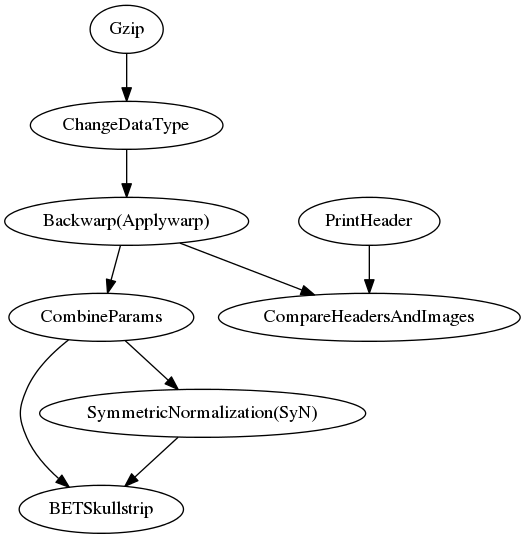 Gzip
ChangeDataType
Backwarp(Applywarp)
PrintHeader
CombineParams
CompareHeadersAndImages
SymmetricNormalization(SyN)
BETSkullstrip